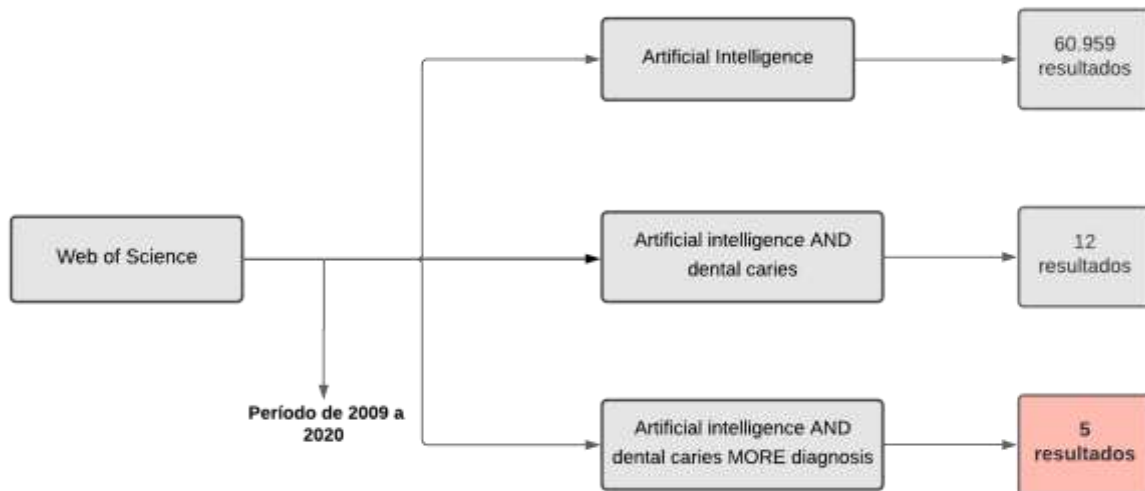 Artificial Intelligence
60.959
resultados
Web of Science
Artificial intelligence AND
dental caries
12
resultados
Período de 2009 a
2020
Artificial intelligence AND
dental caries MORE diagnosis
5
resultados